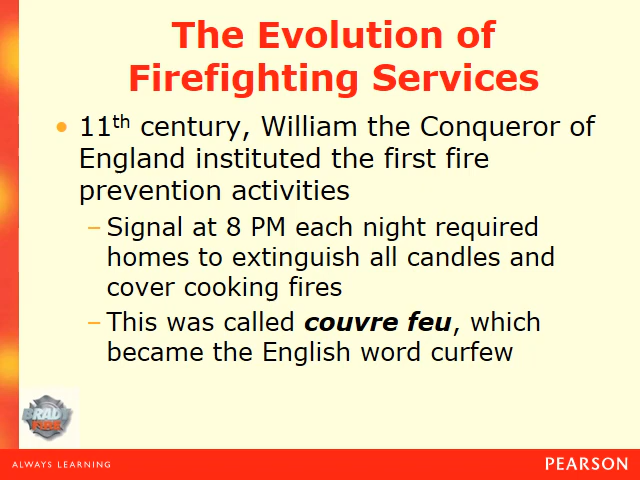 The Evolution of
Firefighting Services
• 11th century, William the Conqueror of
England instituted the first fire
prevention activities
– Signal at 8 PM each night required
homes to extinguish all candles and
cover cooking fires
– This was called couvre feu, which
became the English word curfew
BRADY
FIRE
ALWAYS LEARNING
PEARSON